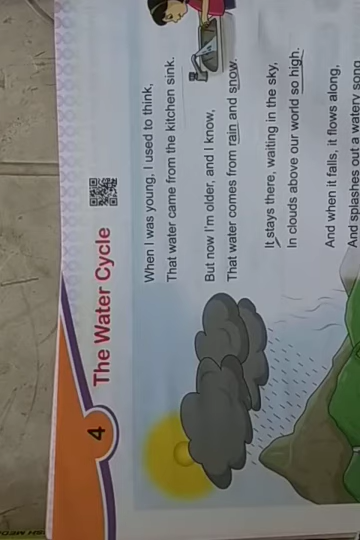 4
The Water Cycle
When I was young, I used to think,
That water came from the kitchen sink.
But now I'm older, and I know,
That water comes from rain and snow.
It stays there, waiting in the sky,
In clouds above our world so high.
And when it falls, it flows along,
And splashes out a watery song